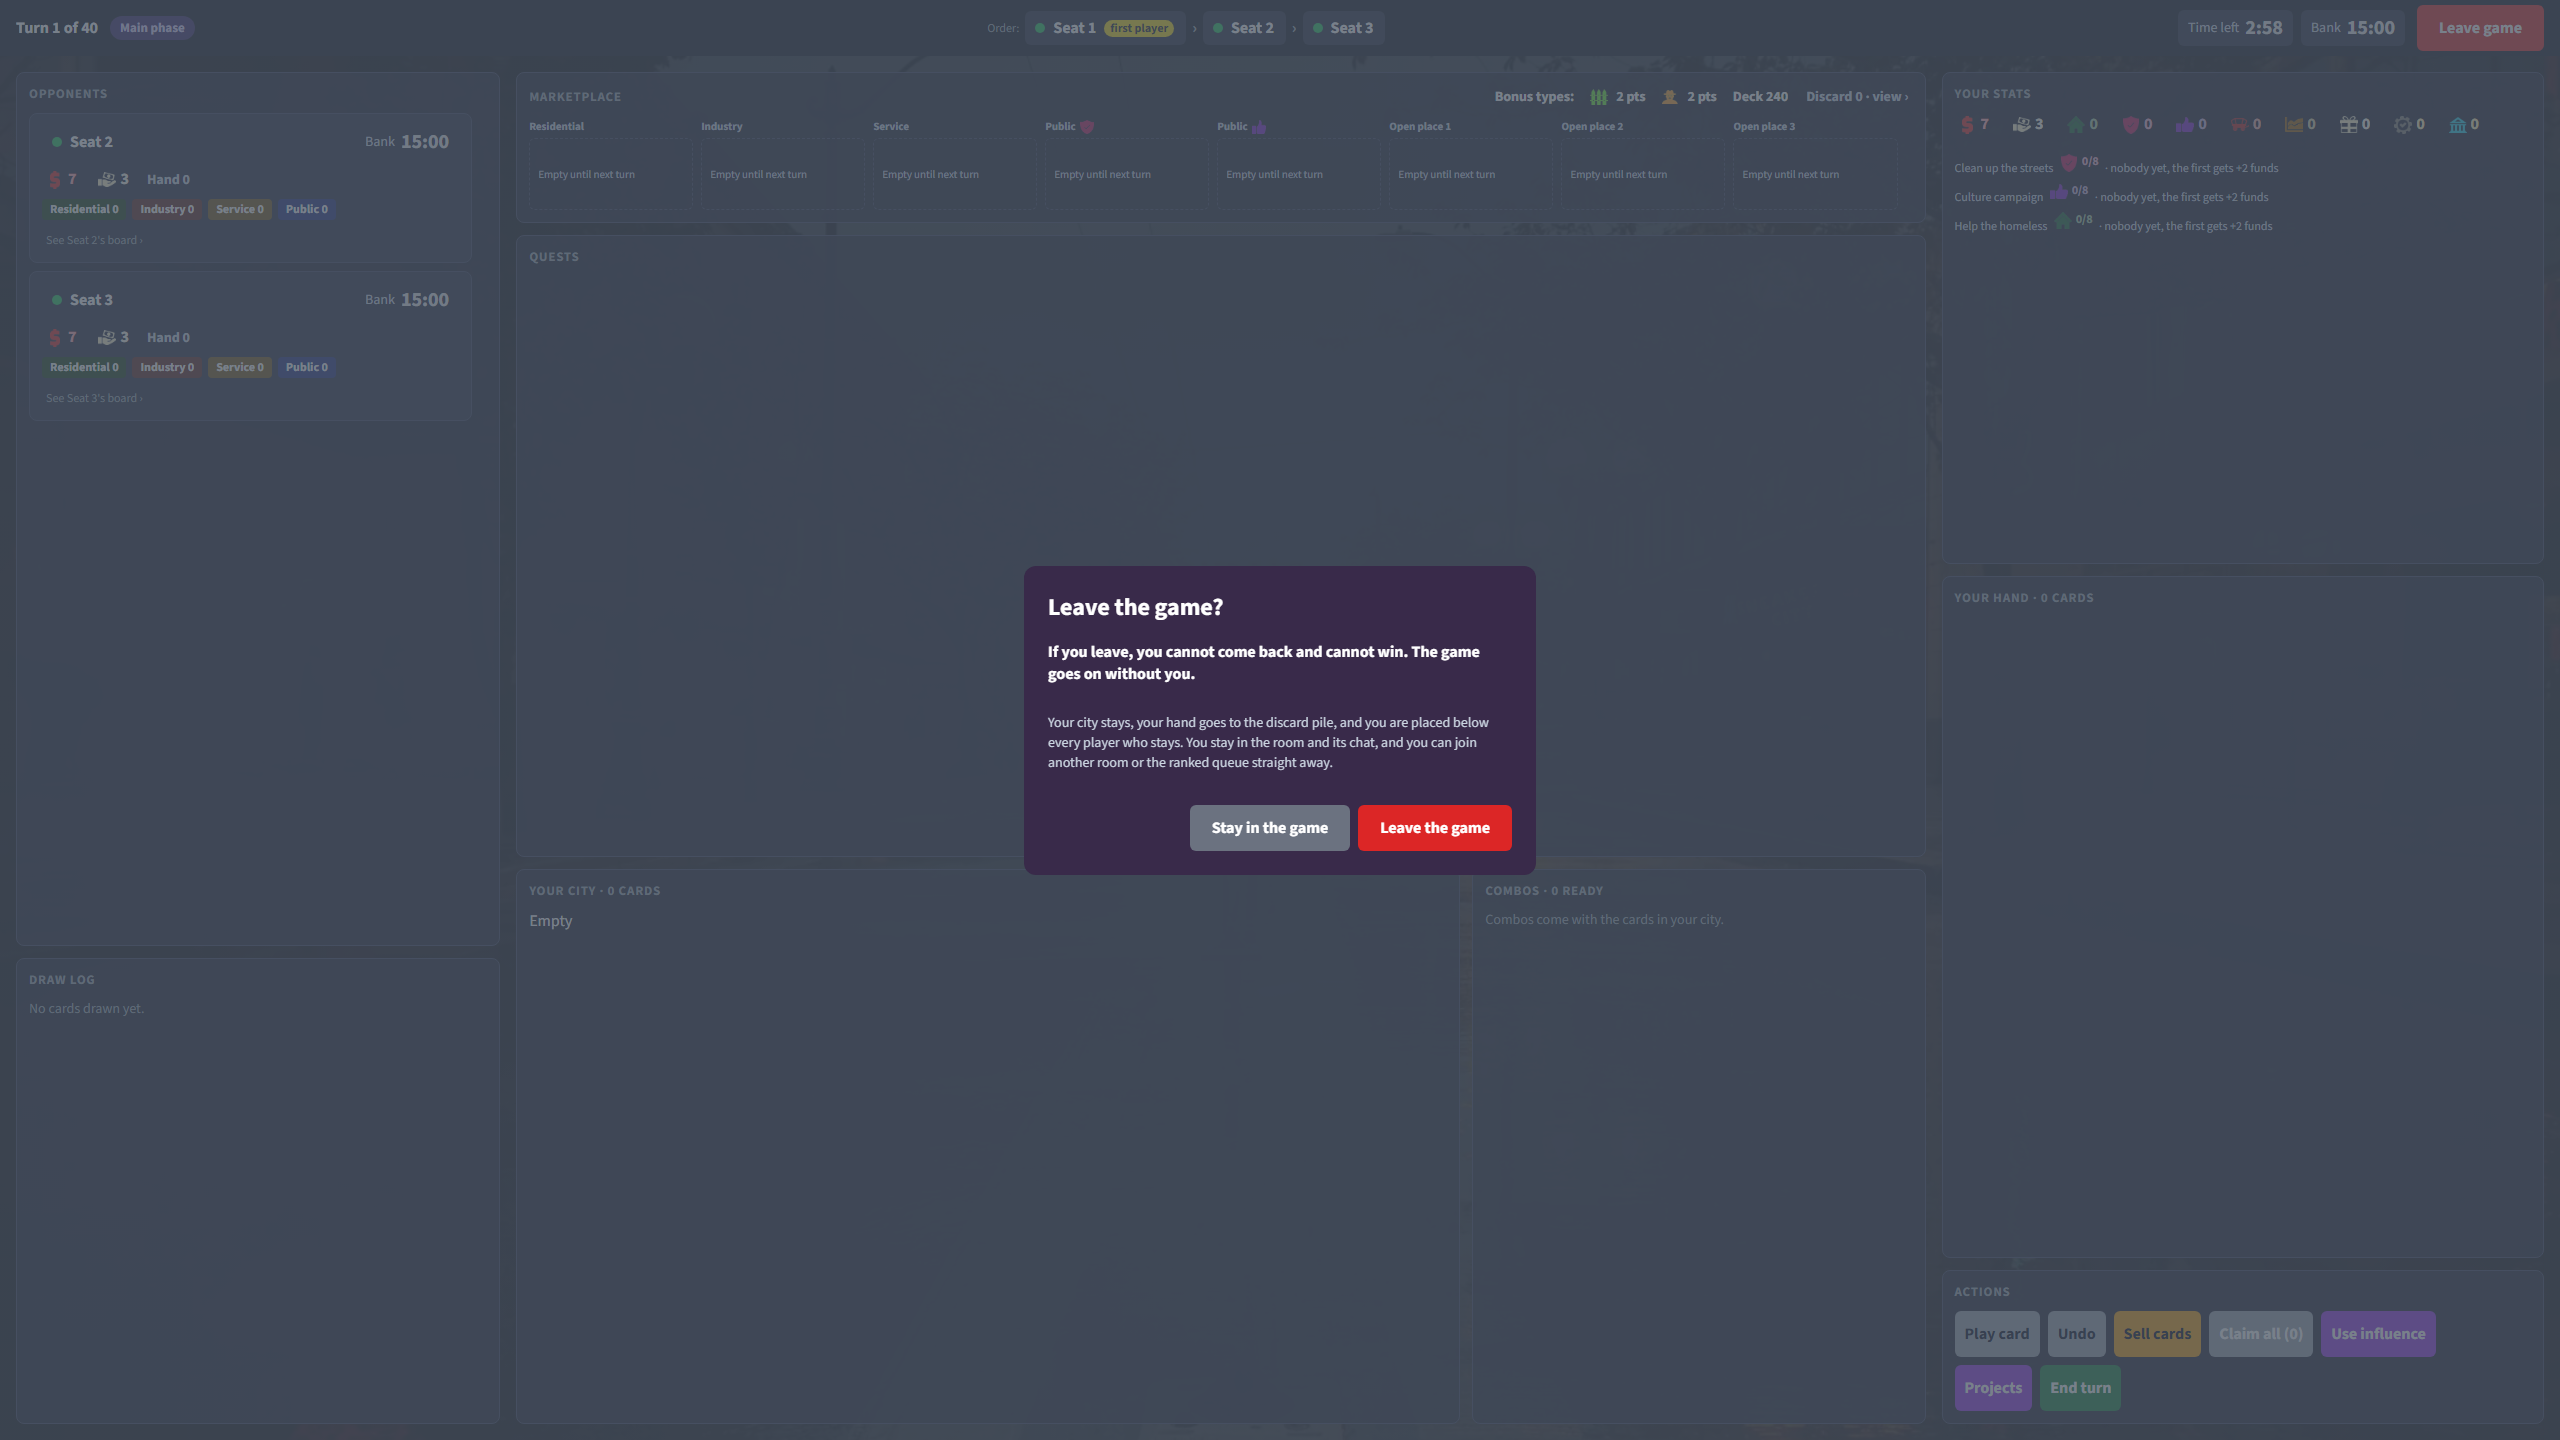 Turn 1 of 40 Main phase
Order: Seat 1 first player › Seat 2 › Seat 3
Time left 2:58 Bank 15:00 Leave game
OPPONENTS
Seat 2 Bank 15:00
7 3 Hand 0
Residential 0 Industry 0 Service 0 Public 0
See Seat 2's board ›
Seat 3 Bank 15:00
7 3 Hand 0
Residential 0 Industry 0 Service 0 Public 0
See Seat 3's board ›
DRAW LOG
No cards drawn yet.
MARKETPLACE
Bonus types: 2 pts 2 pts Deck 240 Discard 0 · view ›
Residential Industry Service Public Public Open place 1 Open place 2 Open place 3
Empty until next turn Empty until next turn Empty until next turn Empty until next turn Empty until next turn Empty until next turn Empty until next turn Empty until next turn
QUESTS
Leave the game?
If you leave, you cannot come back and cannot win. The game
goes on without you.
Your city stays, your hand goes to the discard pile, and you are placed below
every player who stays. You stay in the room and its chat, and you can join
another room or the ranked queue straight away.
Stay in the game Leave the game
YOUR CITY · 0 CARDS
Empty
COMBOS · 0 READY
Combos come with the cards in your city.
YOUR STATS
7 3 0 0 0 0 0 0 0 0
Clean up the streets 0/8 · nobody yet, the first gets +2 funds
Culture campaign 0/8 · nobody yet, the first gets +2 funds
Help the homeless 0/8 · nobody yet, the first gets +2 funds
YOUR HAND · 0 CARDS
ACTIONS
Play card Undo Sell cards Claim all (0) Use influence
Projects End turn